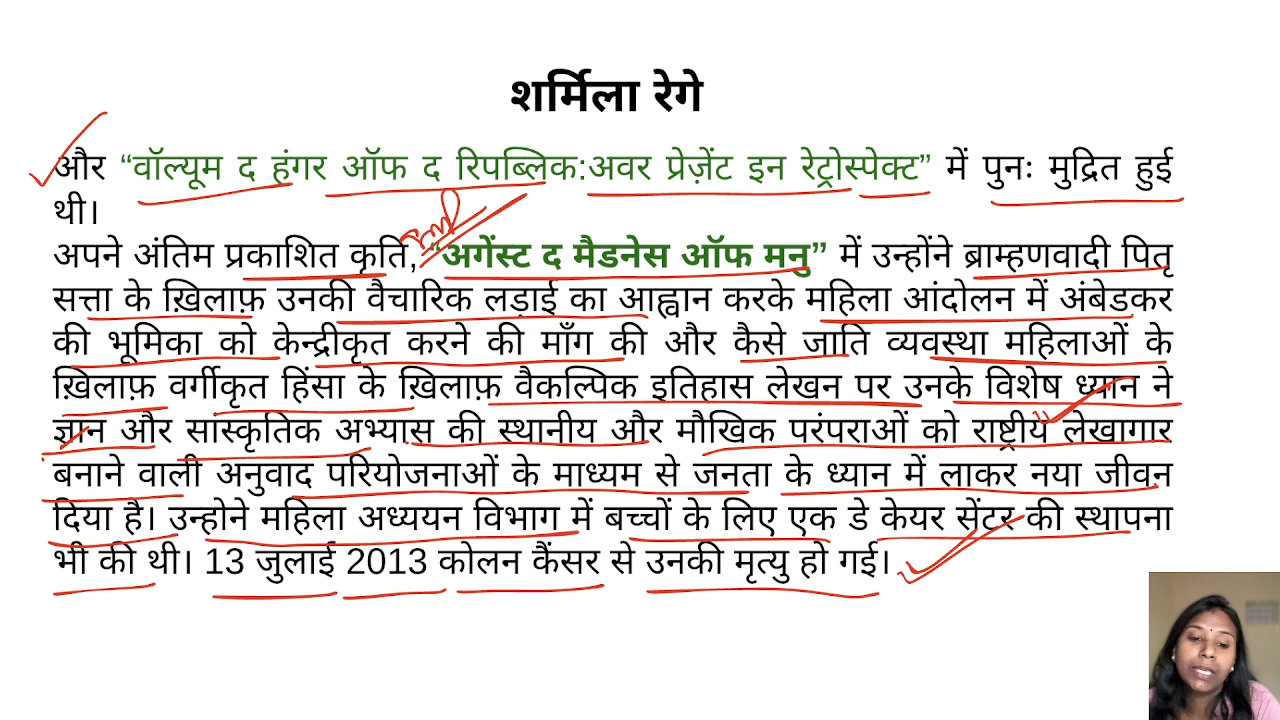 शर्मिला रेगे
और “वॉल्यूम द हंगर ऑफ द रिपब्लिक:अवर प्रेज़ेंट इन रेट्रोस्पेक्ट” में पुनः मुद्रित हुई
थी।
अपने अंतिम प्रकाशित कृति, “अगेंस्ट द मैडनेस ऑफ मनु” में उन्होंने ब्राम्हणवादी पितृ
सत्ता के ख़िलाफ़ उनकी वैचारिक लड़ाई का आह्वान करके महिला आंदोलन में अंबेडकर
की भूमिका को केन्द्रीकृत करने की माँग की और कैसे जाति व्यवस्था महिलाओं के
ख़िलाफ़ वर्गीकृत हिंसा के ख़िलाफ़ वैकल्पिक इतिहास लेखन पर उनके विशेष ध्यान ने
ज्ञान और सांस्कृतिक अभ्यास की स्थानीय और मौखिक परंपराओं को राष्ट्रीय लेखागार
बनाने वाली अनुवाद परियोजनाओं के माध्यम से जनता के ध्यान में लाकर नया जीवन
दिया है। उन्होने महिला अध्ययन विभाग में बच्चों के लिए एक डे केयर सेंटर की स्थापना
भी की थी। 13 जुलाई 2013 कोलन कैंसर से उनकी मृत्यु हो गई।